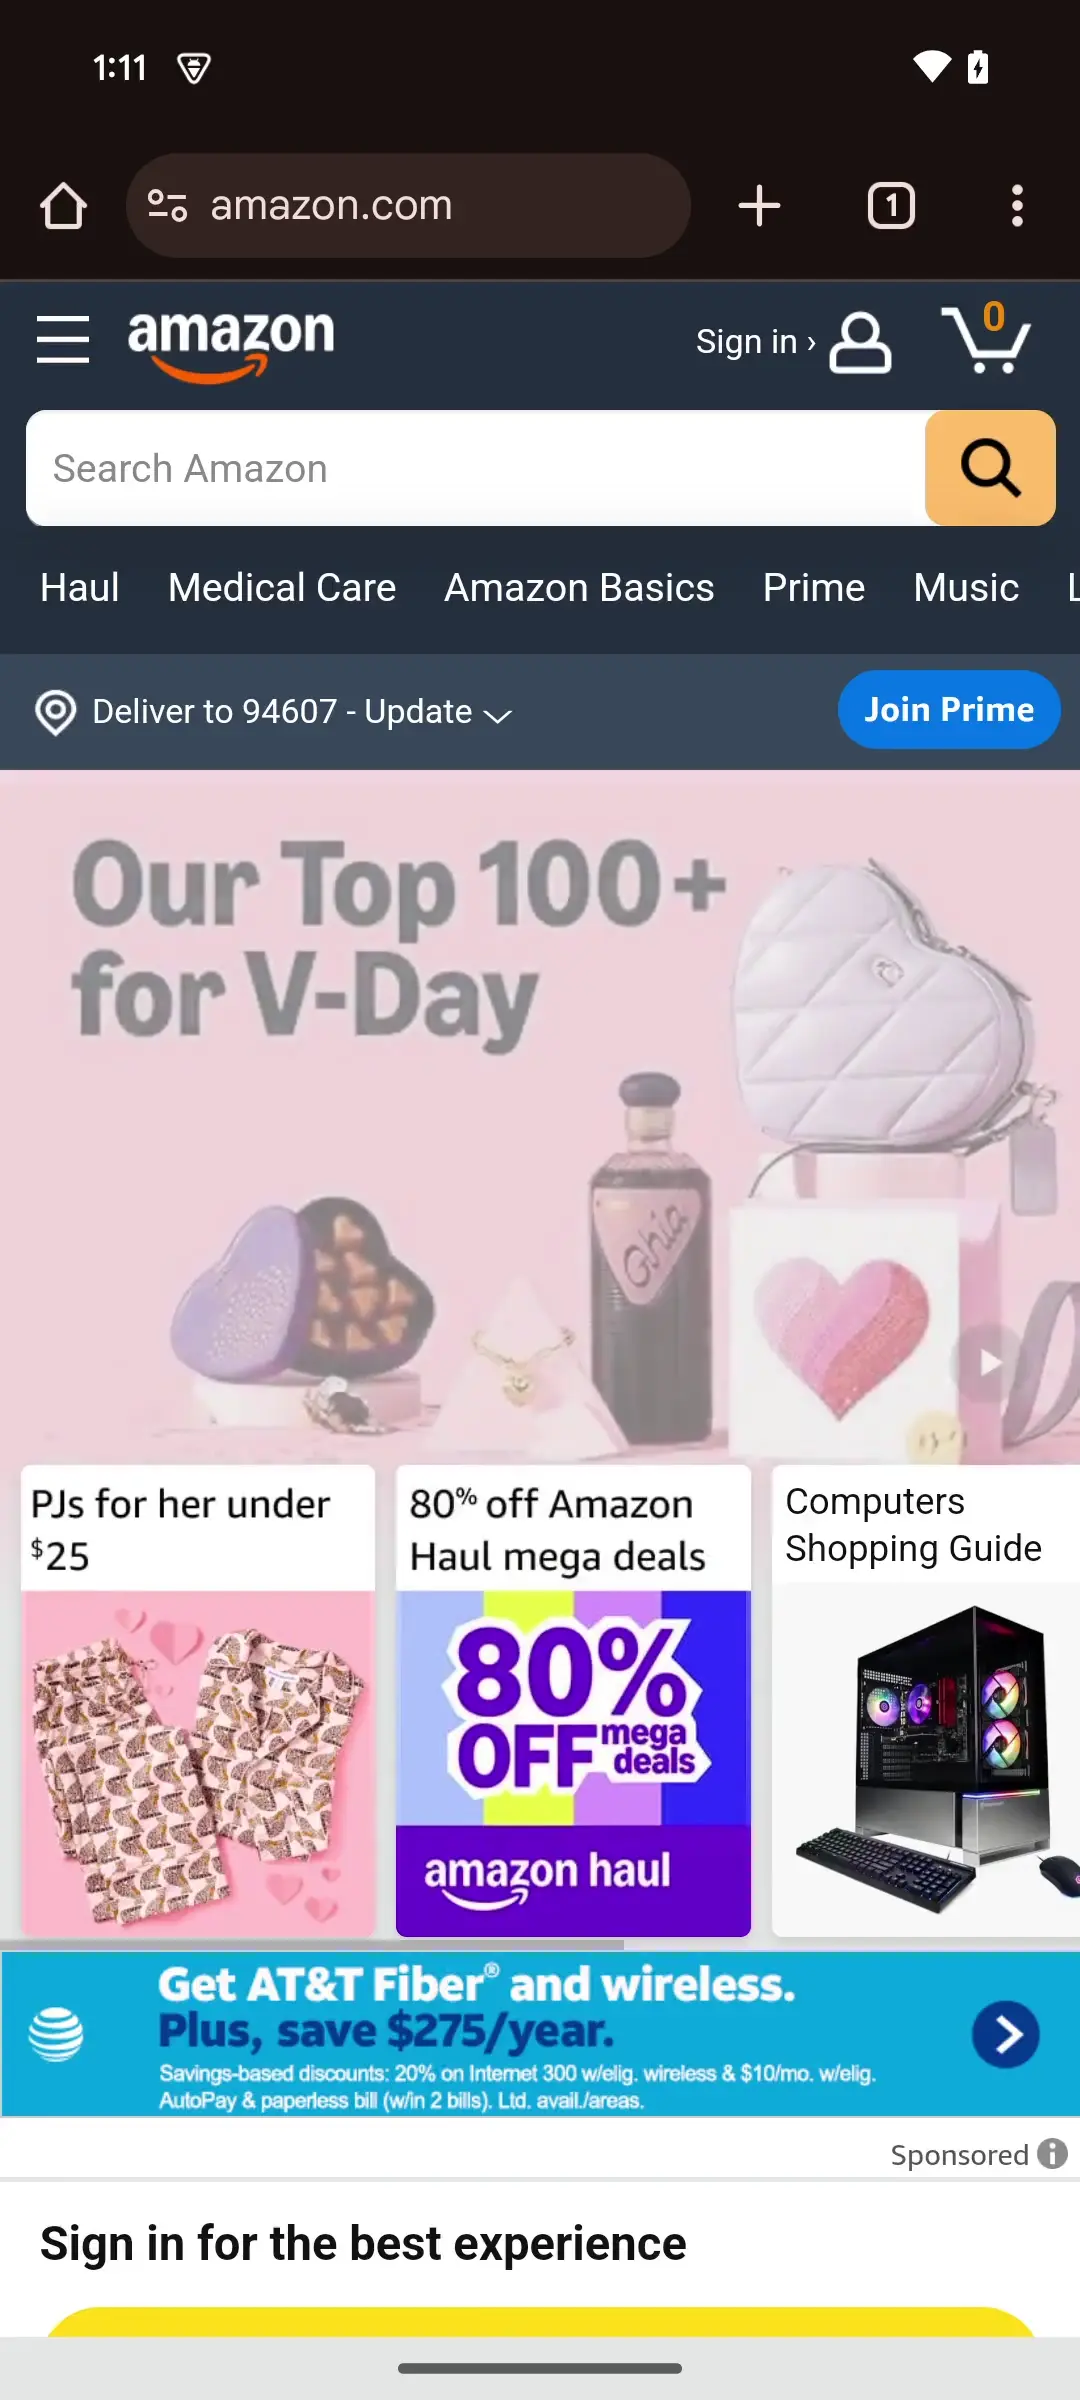 1:11
amazon.com
1
amazon
Sign in ›
0
Search Amazon
Haul Medical Care Amazon Basics Prime Music L
Deliver to 94607 - Update
Join Prime
Our Top 100+
for V-Day
Ghia
PJs for her under
$25
80% off Amazon
Haul mega deals
80%
OFF mega
deals
amazon haul
Computers
Shopping Guide
Get AT&T Fiber® and wireless.
Plus, save $275/year.
Savings-based discounts: 20% on Internet 300 w/elig. wireless & $10/mo. w/elig.
AutoPay & paperless bill (w/in 2 bills). Ltd. avail./areas.
Sponsored
Sign in for the best experience